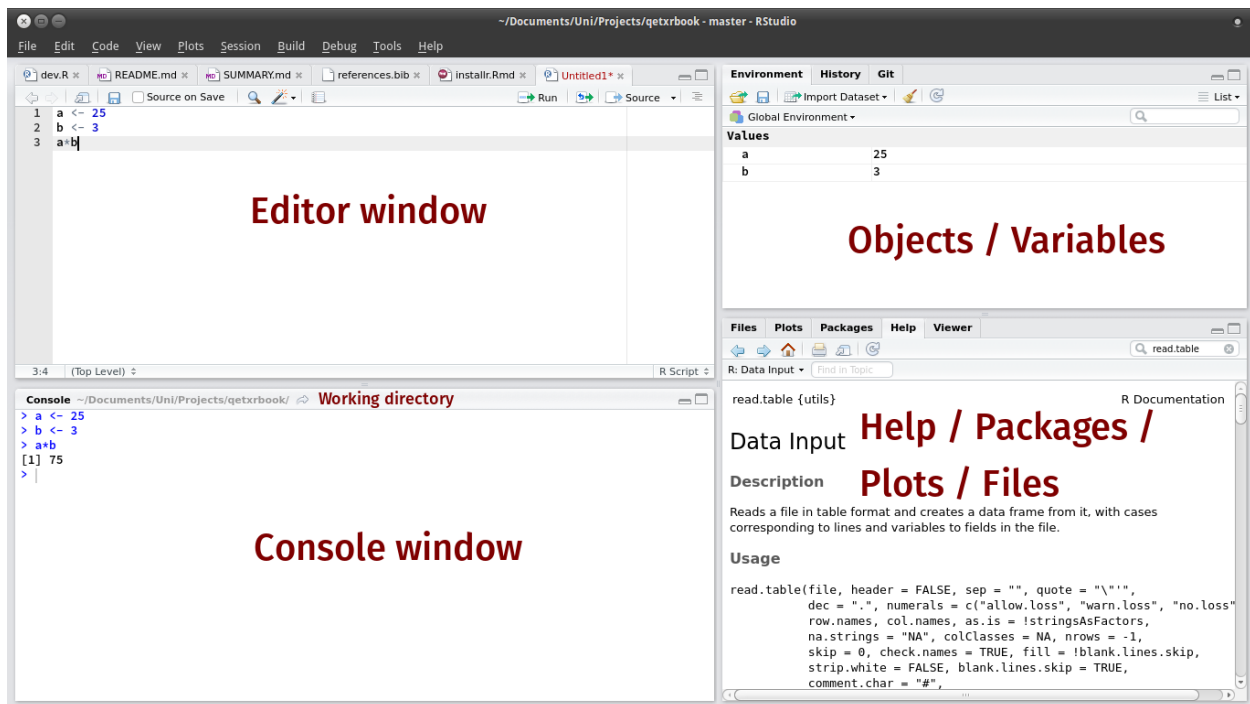 ~/Documents/Uni/Projects/qetxrbook - master - RStudio
File Edit Code View Plots Session Build Debug Tools Help
dev.R README.md SUMMARY.md references.bib installr.Rmd Untitled1*
Source on Save Run Source
1 a <- 25
2 b <- 3
3 a*b
Editor window
3:4 (Top Level) R Script
Console ~/Documents/Uni/Projects/qetxrbook/ Working directory
> a <- 25
> b <- 3
> a*b
[1] 75
>
Console window
Environment History Git
Import Dataset List
Global Environment
Values
a 25
b 3
Objects / Variables
Files Plots Packages Help Viewer
read.table
R: Data Input Find in Topic
read.table {utils} R Documentation
Data Input
Help / Packages /
Plots / Files
Description
Reads a file in table format and creates a data frame from it, with cases
corresponding to lines and variables to fields in the file.
Usage
read.table(file, header = FALSE, sep = "", quote = "\"'",
dec = ".", numerals = c("allow.loss", "warn.loss", "no.loss"
row.names, col.names, as.is = !stringsAsFactors,
na.strings = "NA", colClasses = NA, nrows = -1,
skip = 0, check.names = TRUE, fill = !blank.lines.skip,
strip.white = FALSE, blank.lines.skip = TRUE,
comment.char = "#",